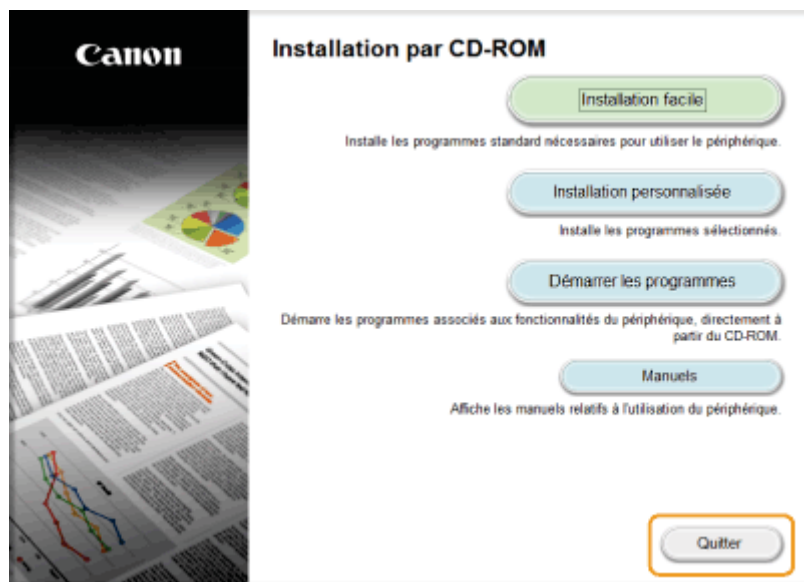 Canon
Installation par CD-ROM
Installation facile
Installe les programmes standard nécessaires pour utiliser le périphérique.
Installation personnalisée
Installe les programmes sélectionnés.
Démarrer les programmes
Démarre les programmes associés aux fonctionnalités du périphérique, directement à
partir du CD-ROM.
Manuels
Affiche les manuels relatifs à l'utilisation du périphérique.
Quitter